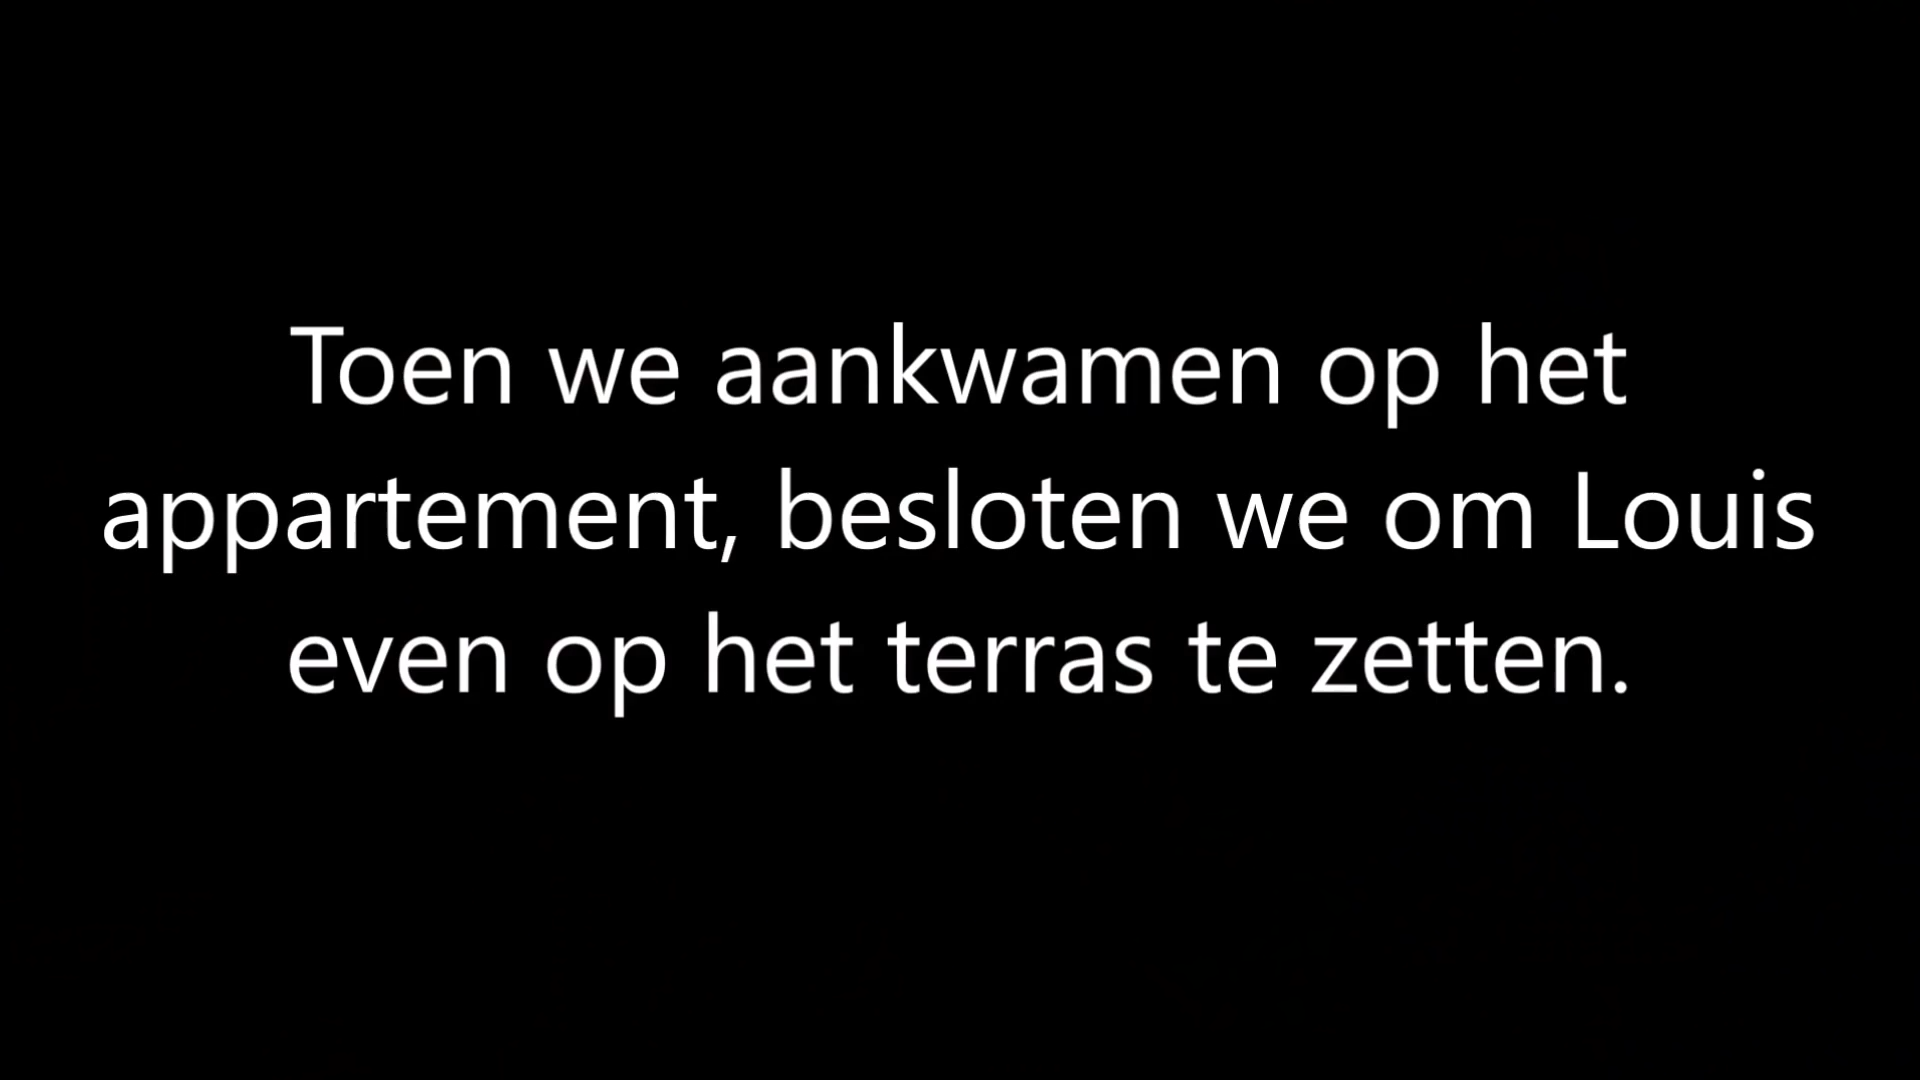 Toen we aankwamen op het
appartement, besloten we om Louis
even op het terras te zetten.